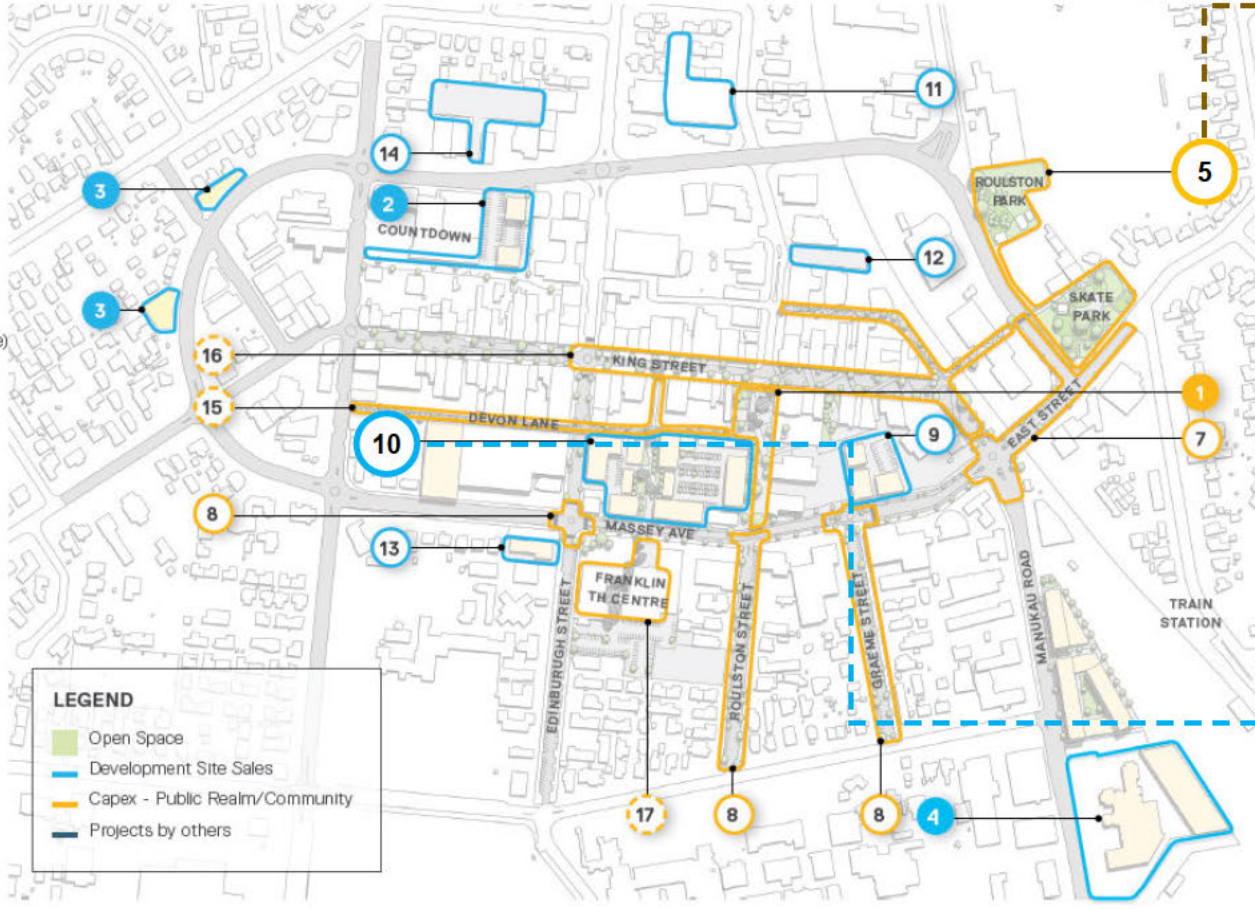 11
14
5
ROULSTON
PARK
3
2
COUNTDOWN
12
SKATE
PARK
3
e)
16
KING STREET
1
15
DEVON LANE
EAST STREET
10
9
7
8
MASSEY AVE
13
FRANKLIN
TH CENTRE
EDINBURGH STREET
ROULSTON STREET
GRAEME STREET
MANUKAU ROAD
TRAIN
STATION
LEGEND
Open Space
Development Site Sales
Capex - Public Realm/Community
Projects by others
17
8
8
4